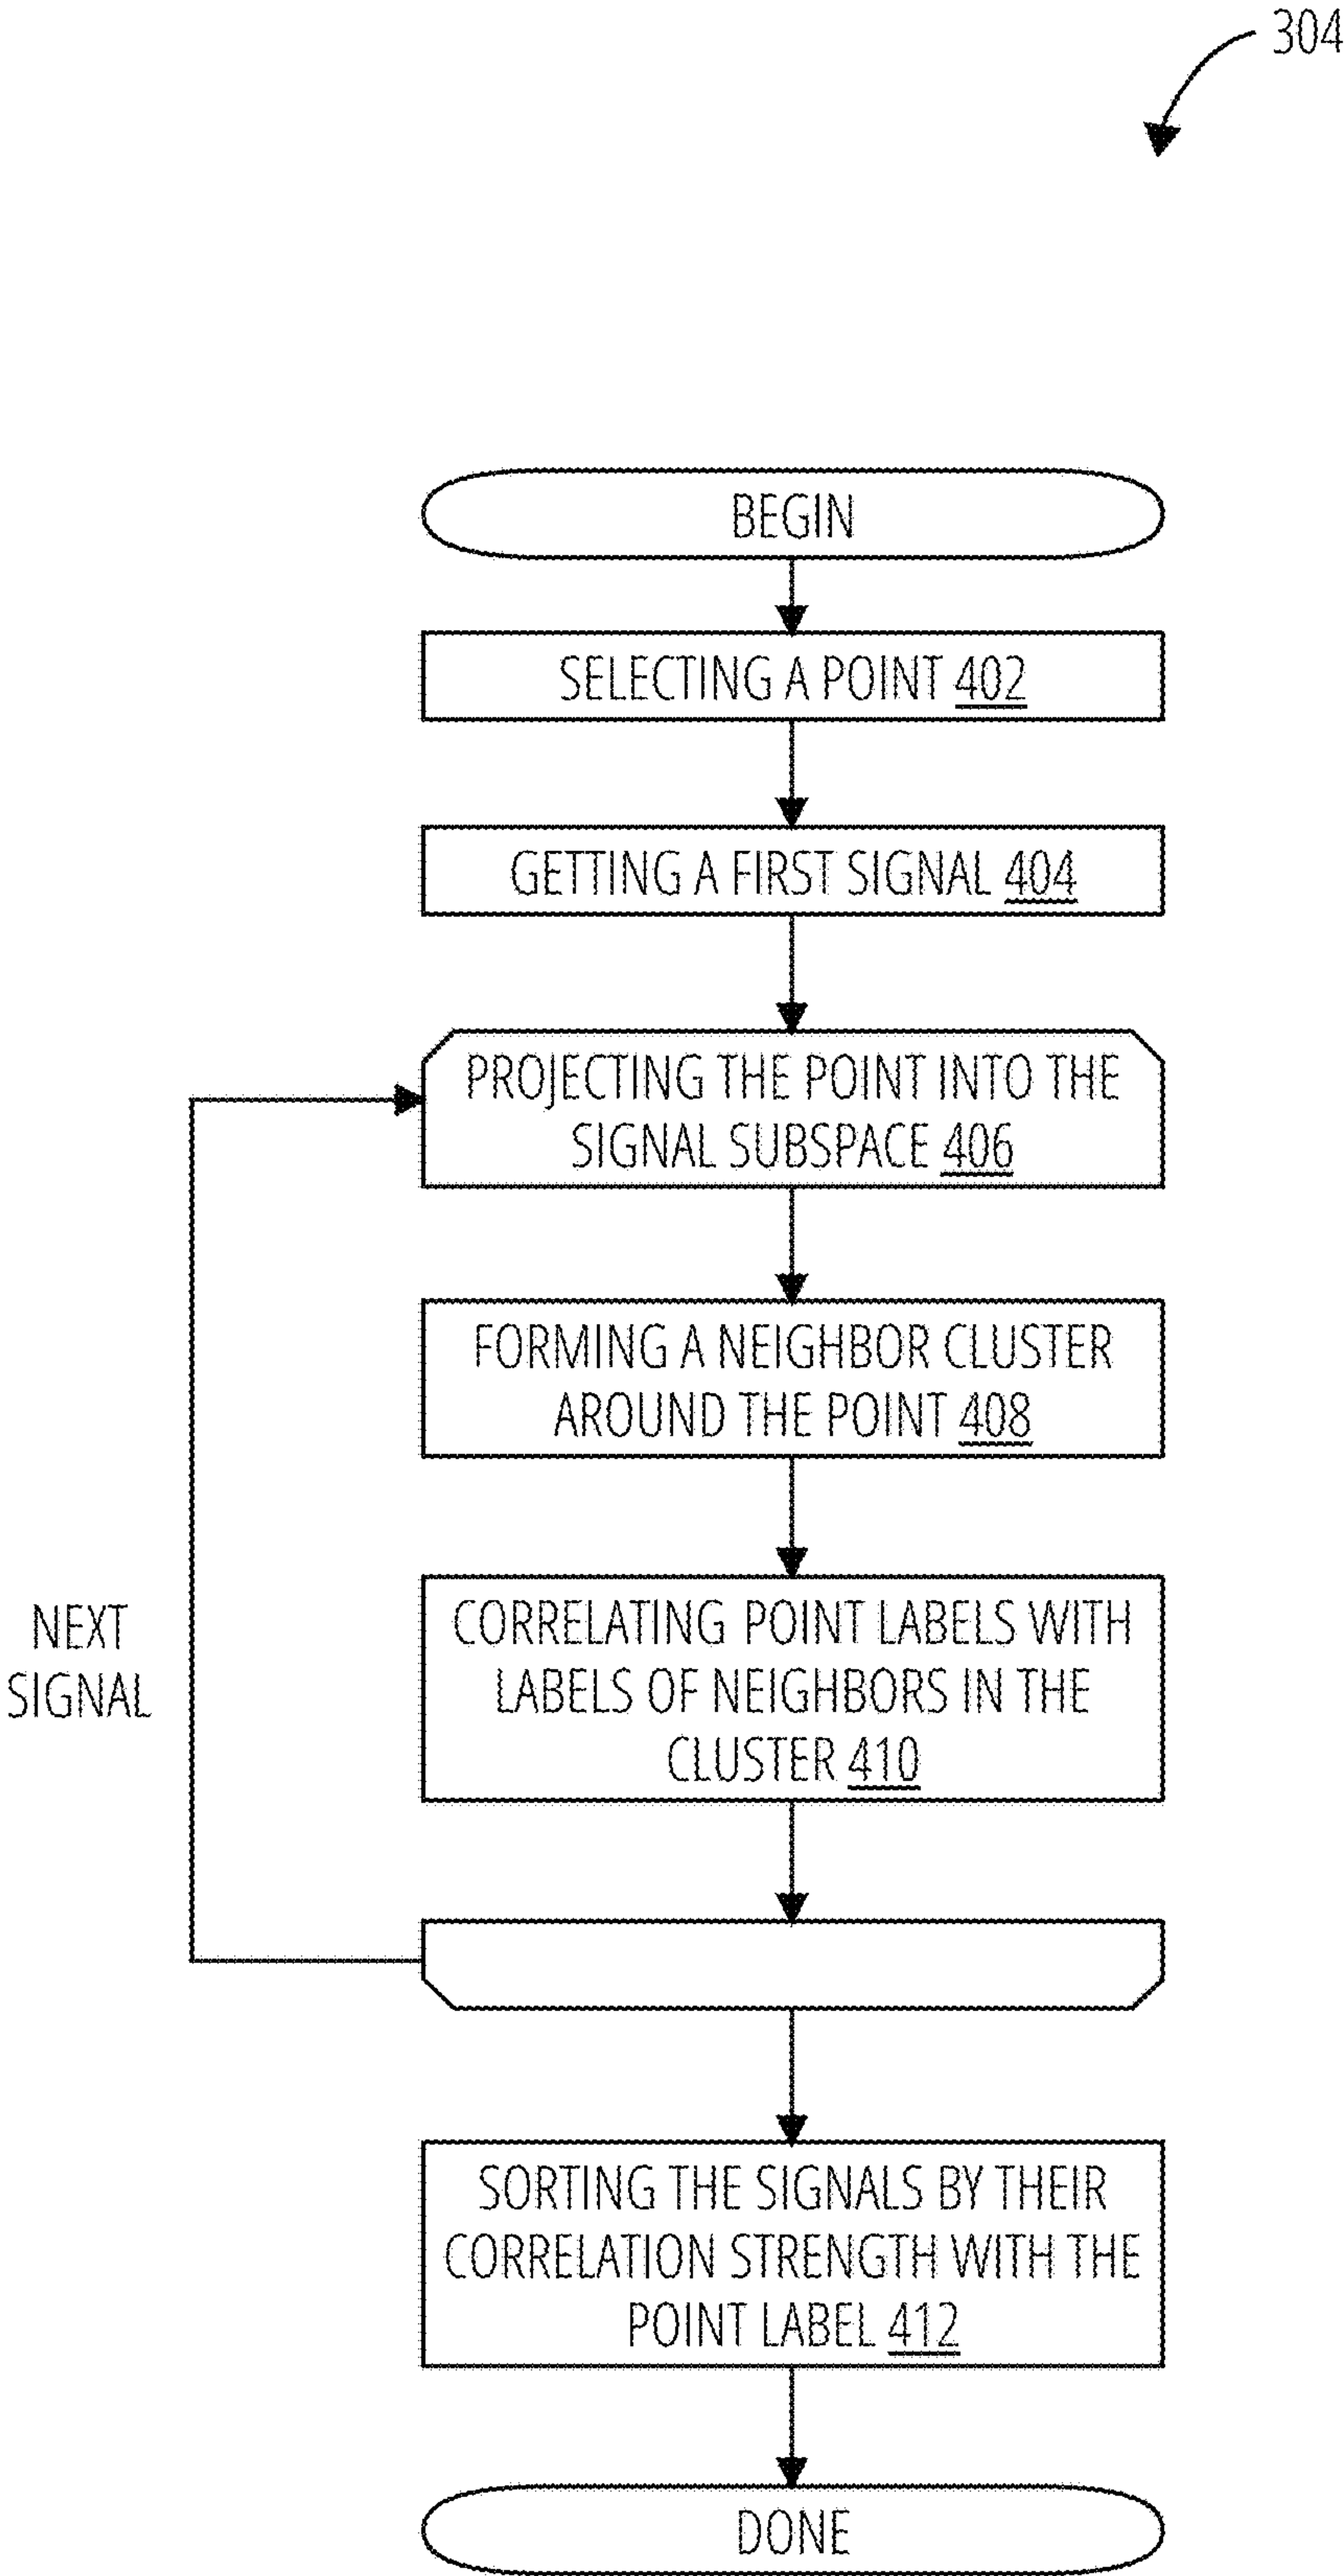 304
BEGIN
SELECTING A POINT 402
GETTING A FIRST SIGNAL 404
PROJECTING THE POINT INTO THE
SIGNAL SUBSPACE 406
FORMING A NEIGHBOR CLUSTER
AROUND THE POINT 408
CORRELATING POINT LABELS WITH
LABELS OF NEIGHBORS IN THE
CLUSTER 410
NEXT
SIGNAL
SORTING THE SIGNALS BY THEIR
CORRELATION STRENGTH WITH THE
POINT LABEL 412
DONE